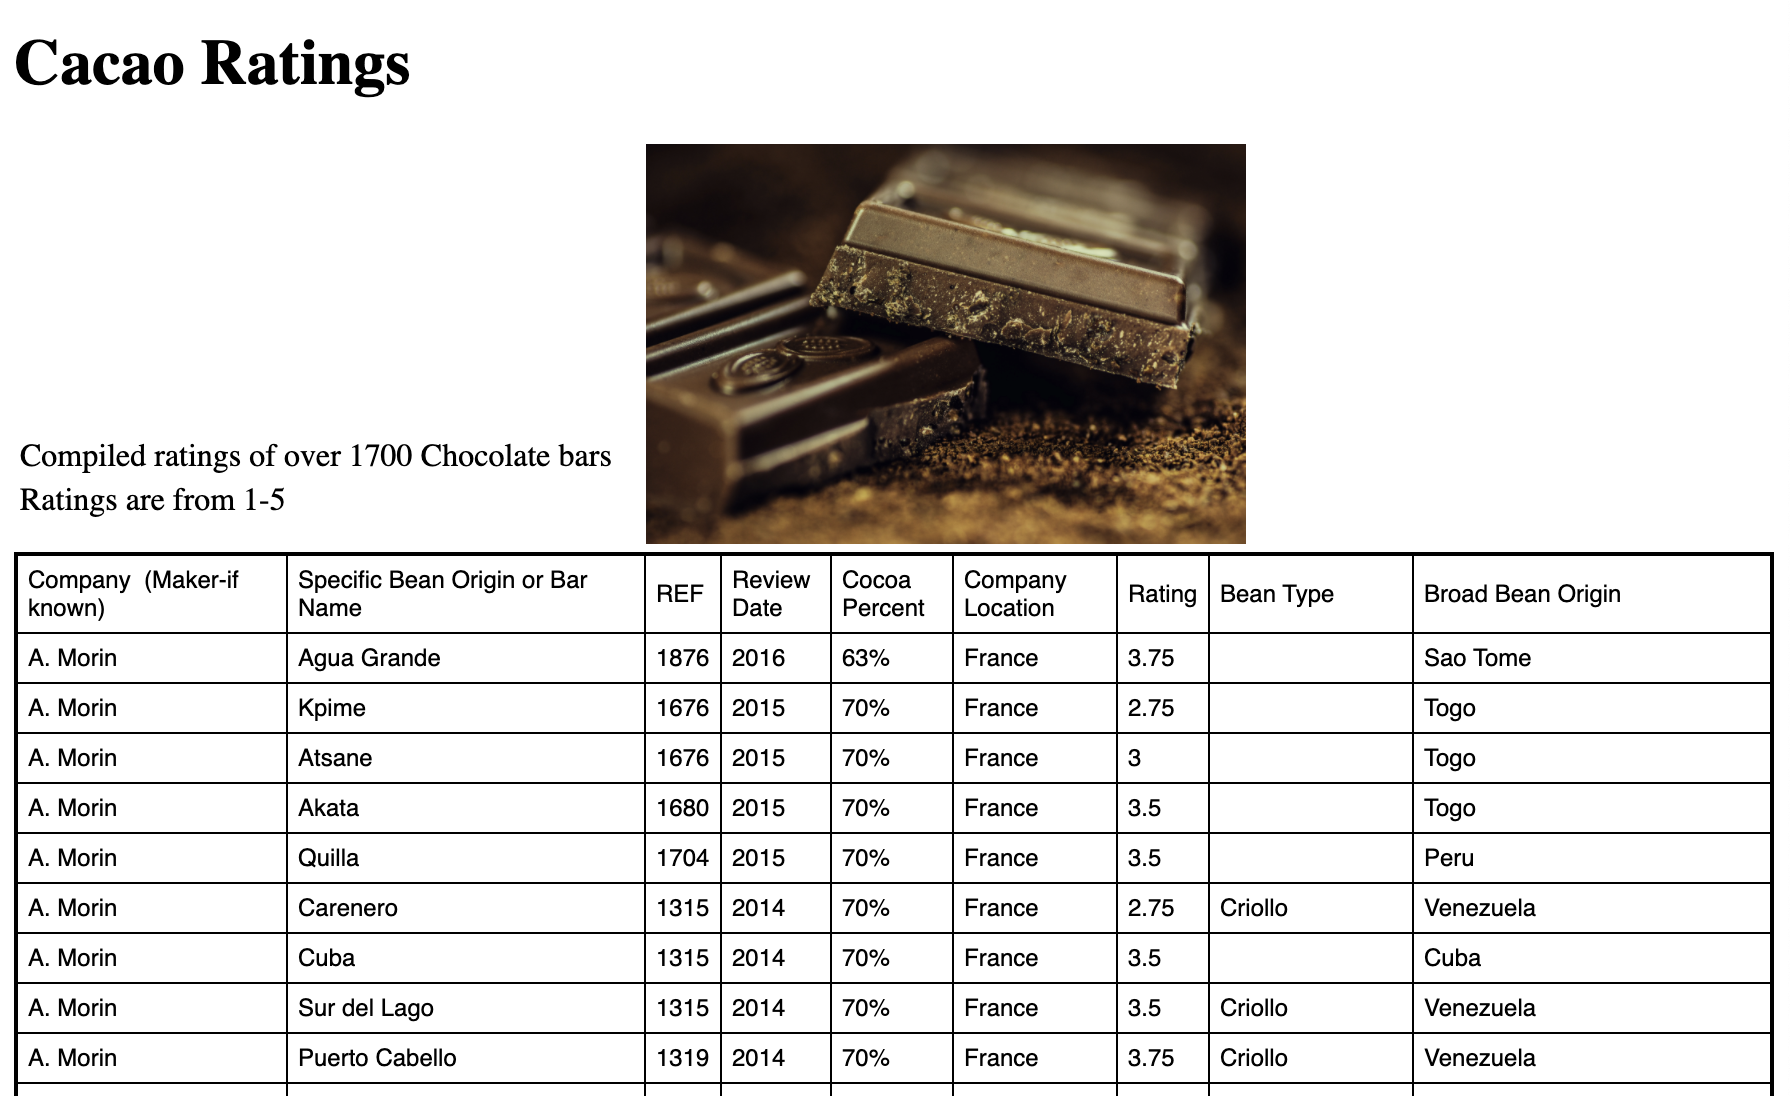 Cacao Ratings
Compiled ratings of over 1700 Chocolate bars
Ratings are from 1-5
Company (Maker-if known) Specific Bean Origin or Bar Name REF Review Date Cocoa Percent Company Location Rating Bean Type Broad Bean Origin
A. Morin Agua Grande 1876 2016 63% France 3.75 Sao Tome
A. Morin Kpime 1676 2015 70% France 2.75 Togo
A. Morin Atsane 1676 2015 70% France 3 Togo
A. Morin Akata 1680 2015 70% France 3.5 Togo
A. Morin Quilla 1704 2015 70% France 3.5 Peru
A. Morin Carenero 1315 2014 70% France 2.75 Criollo Venezuela
A. Morin Cuba 1315 2014 70% France 3.5 Cuba
A. Morin Sur del Lago 1315 2014 70% France 3.5 Criollo Venezuela
A. Morin Puerto Cabello 1319 2014 70% France 3.75 Criollo Venezuela